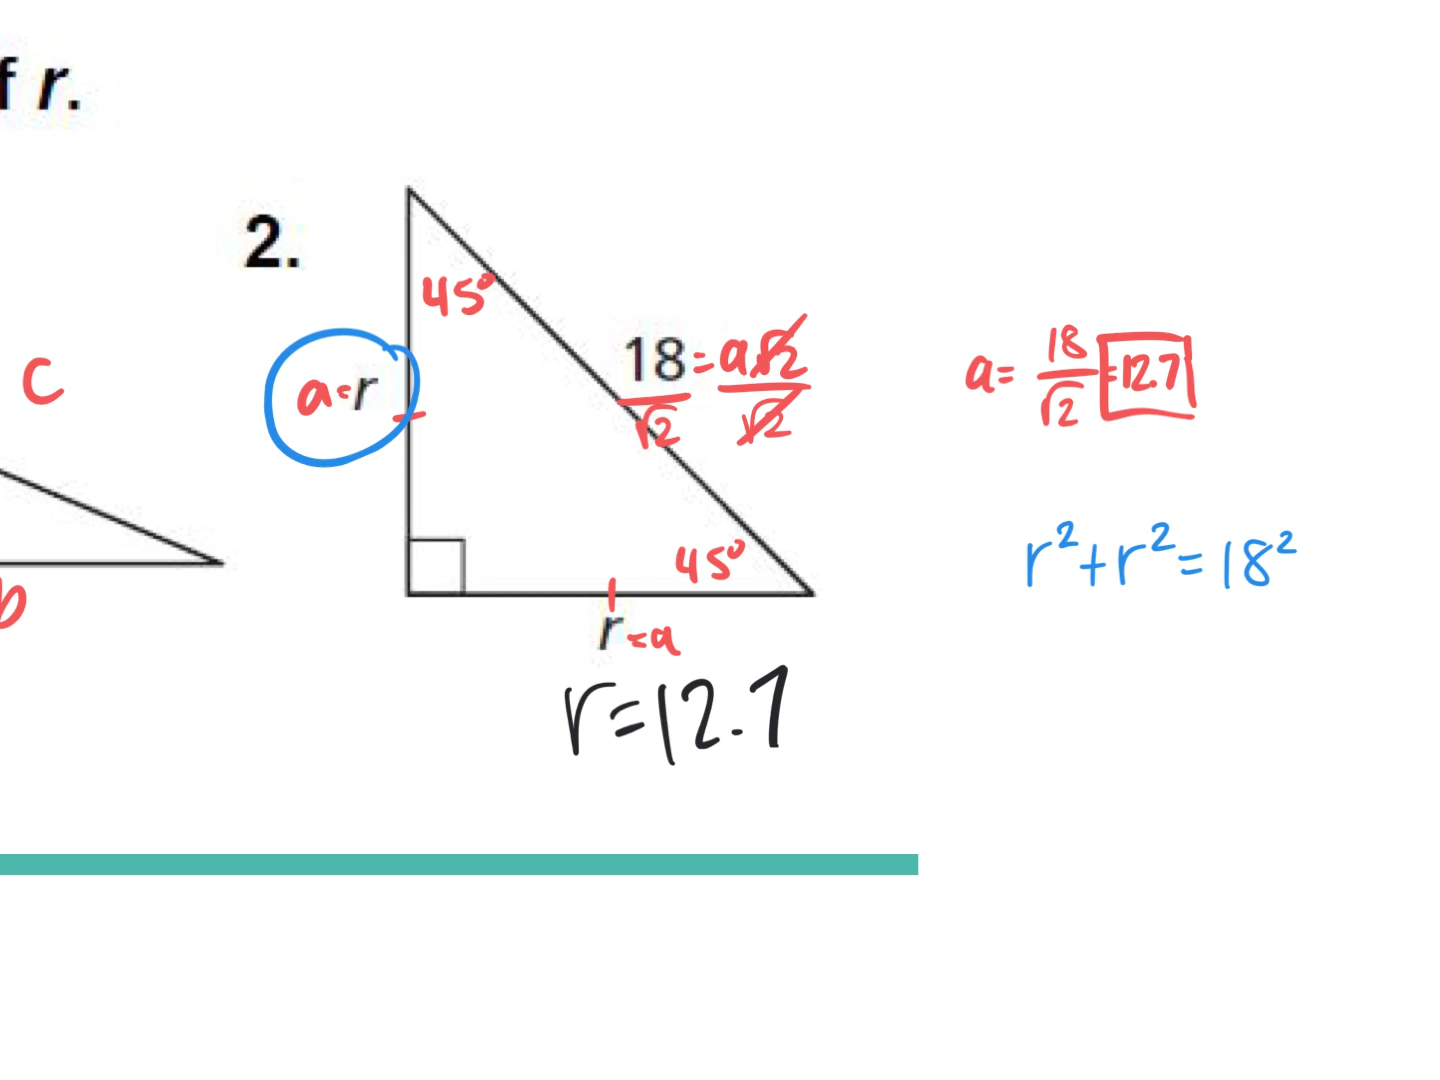 f r.
2.
45°
c
a=r
18=a√2
√2 √2
a= 18
√2 =12.7
r²+r²=18²
45°
b
r=a
r=12.7